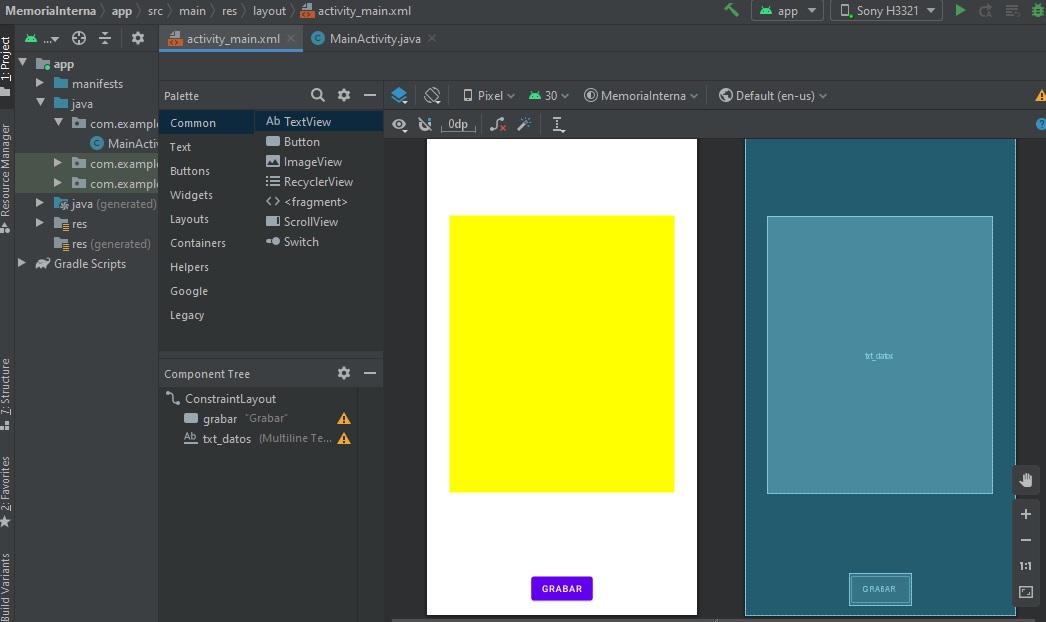 MemoriaInterna app src main res layout activity_main.xml app Sony H3321
... activity_main.xml MainActivity.java
1: Project
Resource Manager
7: Structure
2: Favorites
Build Variants
app
manifests
java
com.example
MainActiv
com.example
com.example
java (generated)
res
res (generated)
Gradle Scripts
Palette
Common
Text
Buttons
Widgets
Layouts
Containers
Helpers
Google
Legacy
Ab TextView
Button
ImageView
RecyclerView
<> <fragment>
ScrollView
Switch
Component Tree
ConstraintLayout
grabar "Grabar"
Ab txt_datos (Multiline Te...
Pixel 30 MemoriaInterna Default (en-us)
0dp
GRABAR
txt_datos
GRABAR
1:1